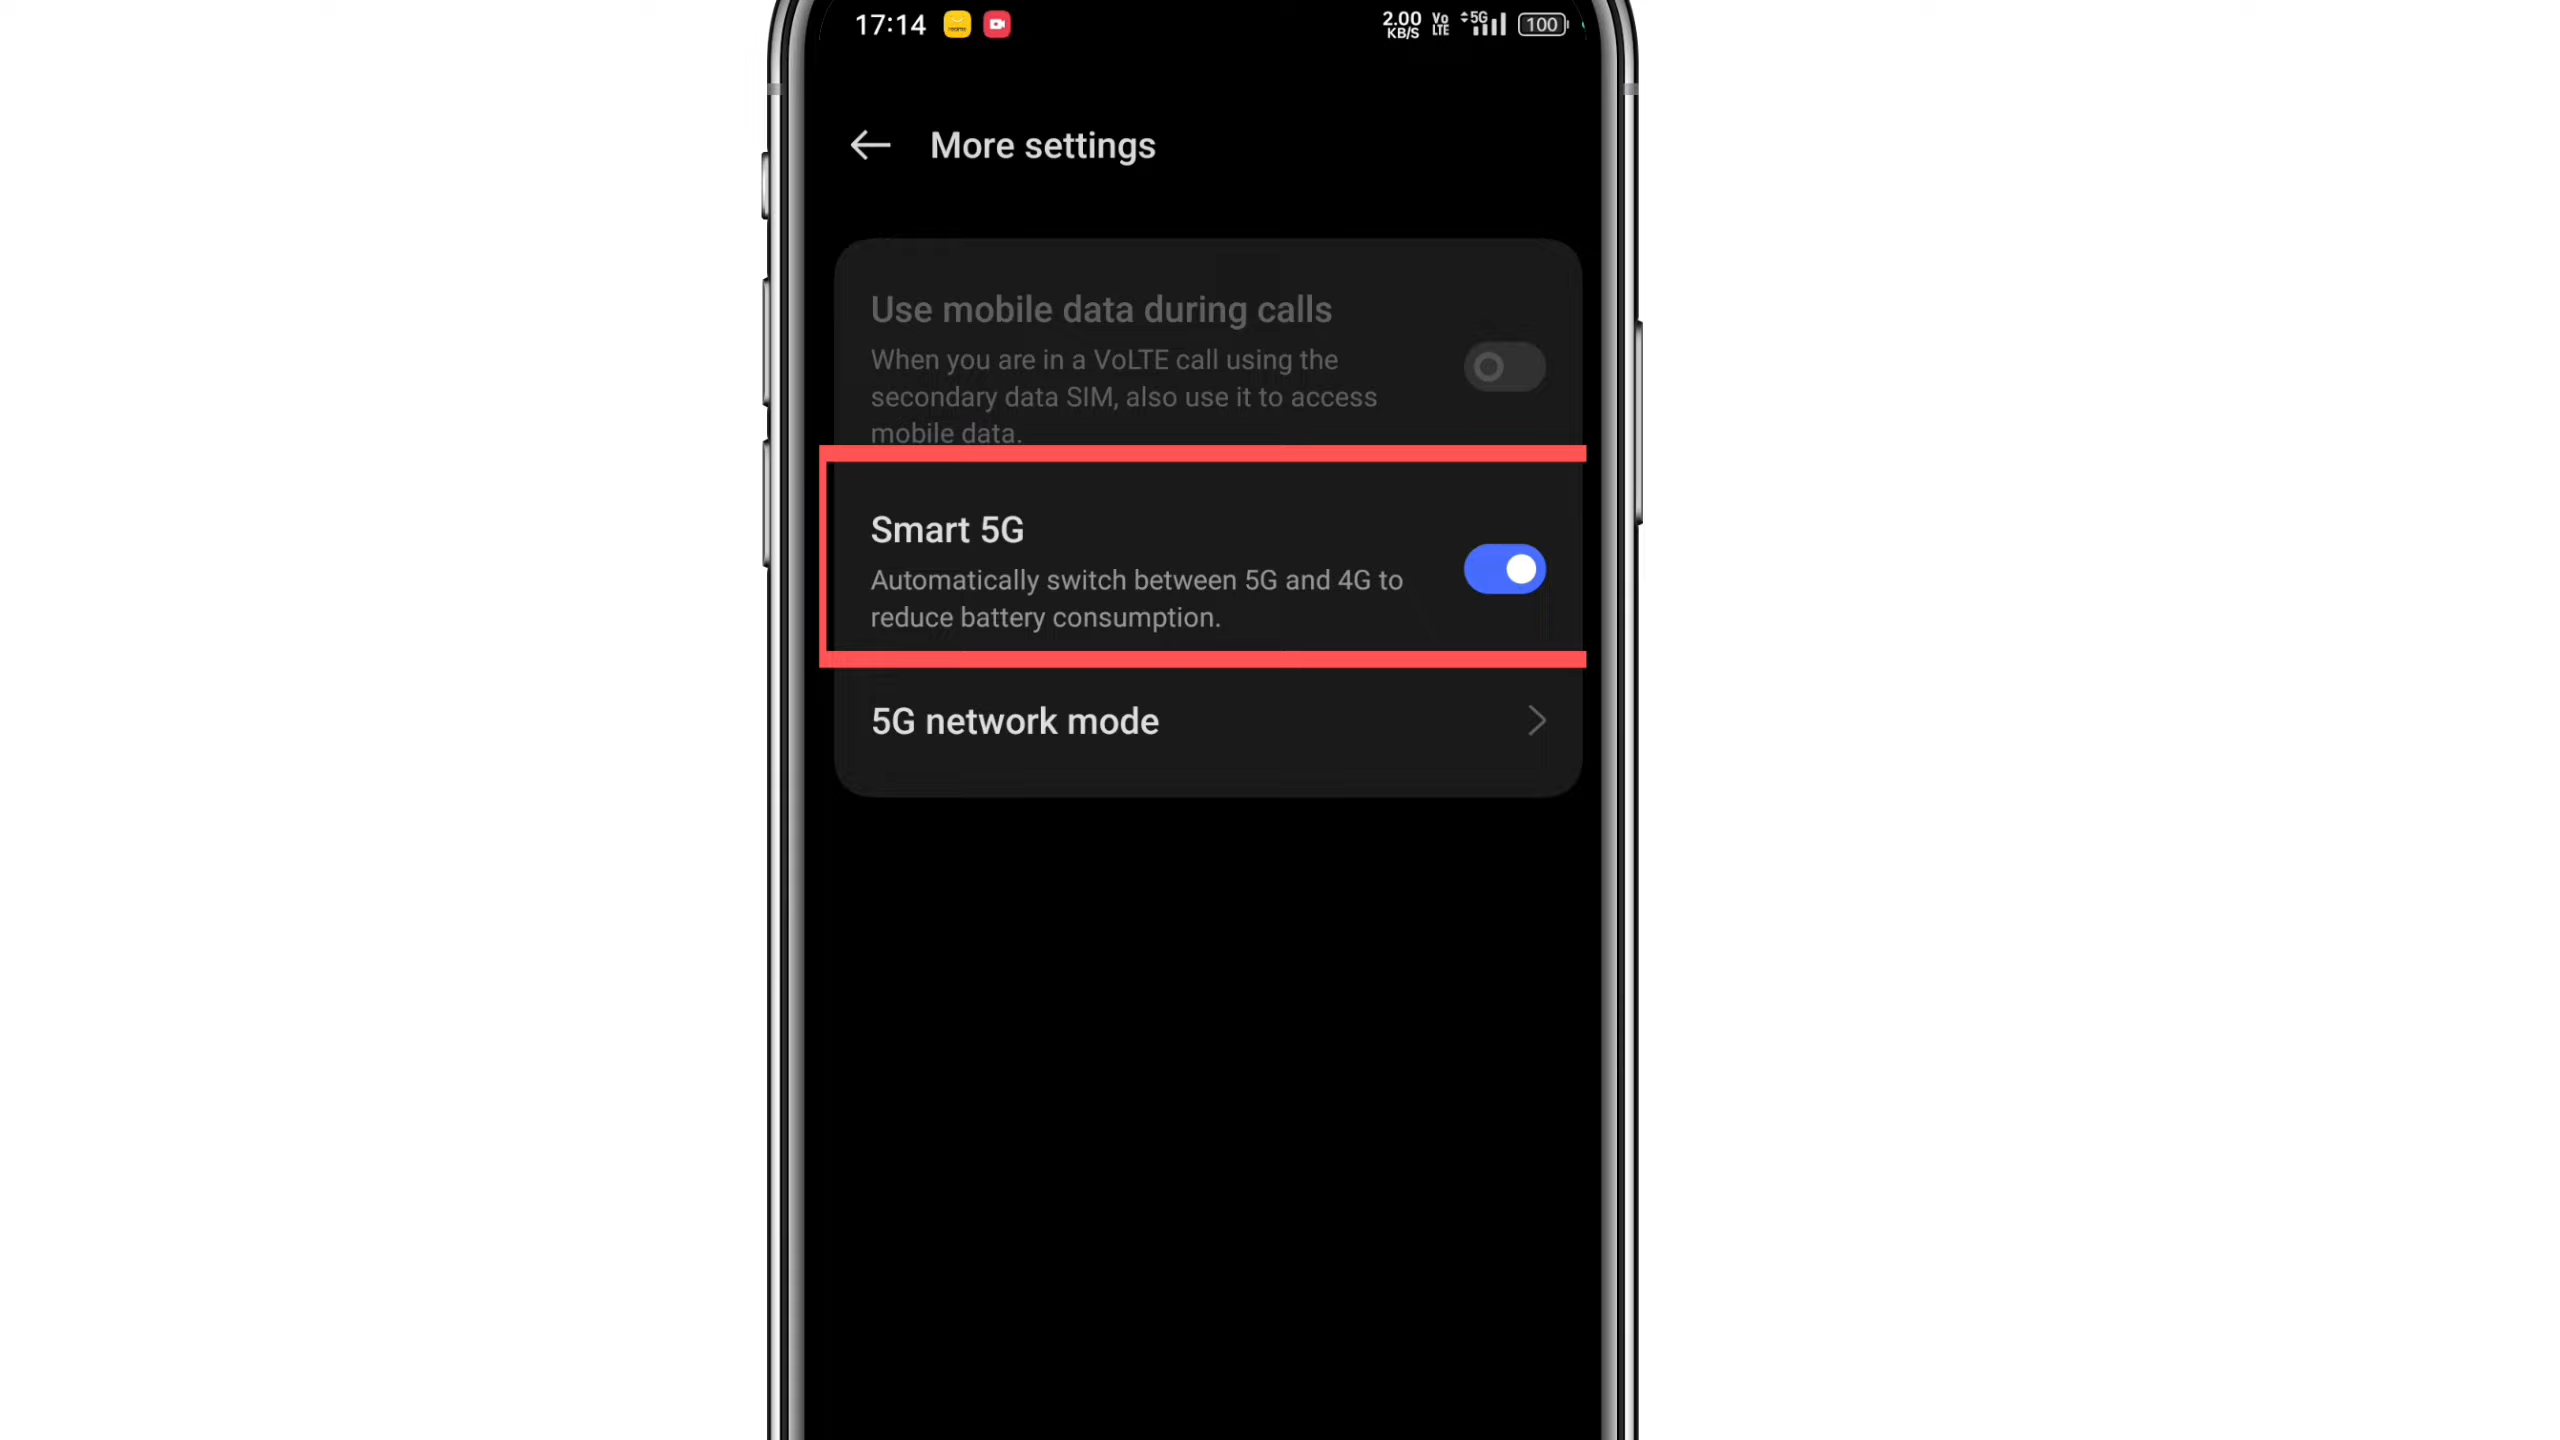 17:14
2.00 KB/S Vo LTE 5G 100
More settings
Use mobile data during calls
When you are in a VoLTE call using the
secondary data SIM, also use it to access
mobile data.
Smart 5G
Automatically switch between 5G and 4G to
reduce battery consumption.
5G network mode